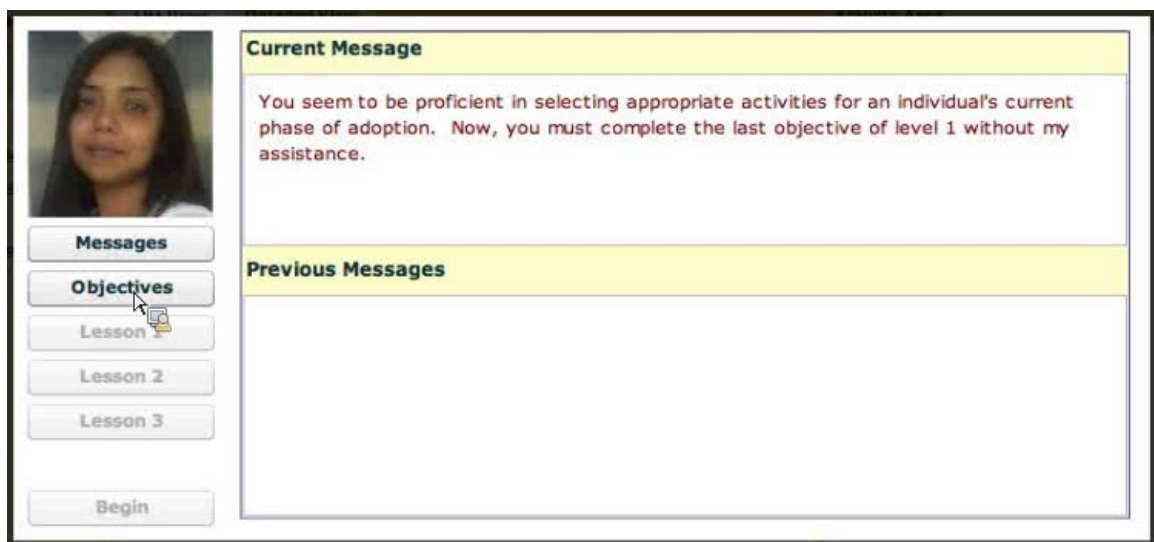 Current Message
You seem to be proficient in selecting appropriate activities for an individual's current
phase of adoption. Now, you must complete the last objective of level 1 without my
assistance.
Messages
Objectives
Lesson 1
Lesson 2
Lesson 3
Begin
Previous Messages